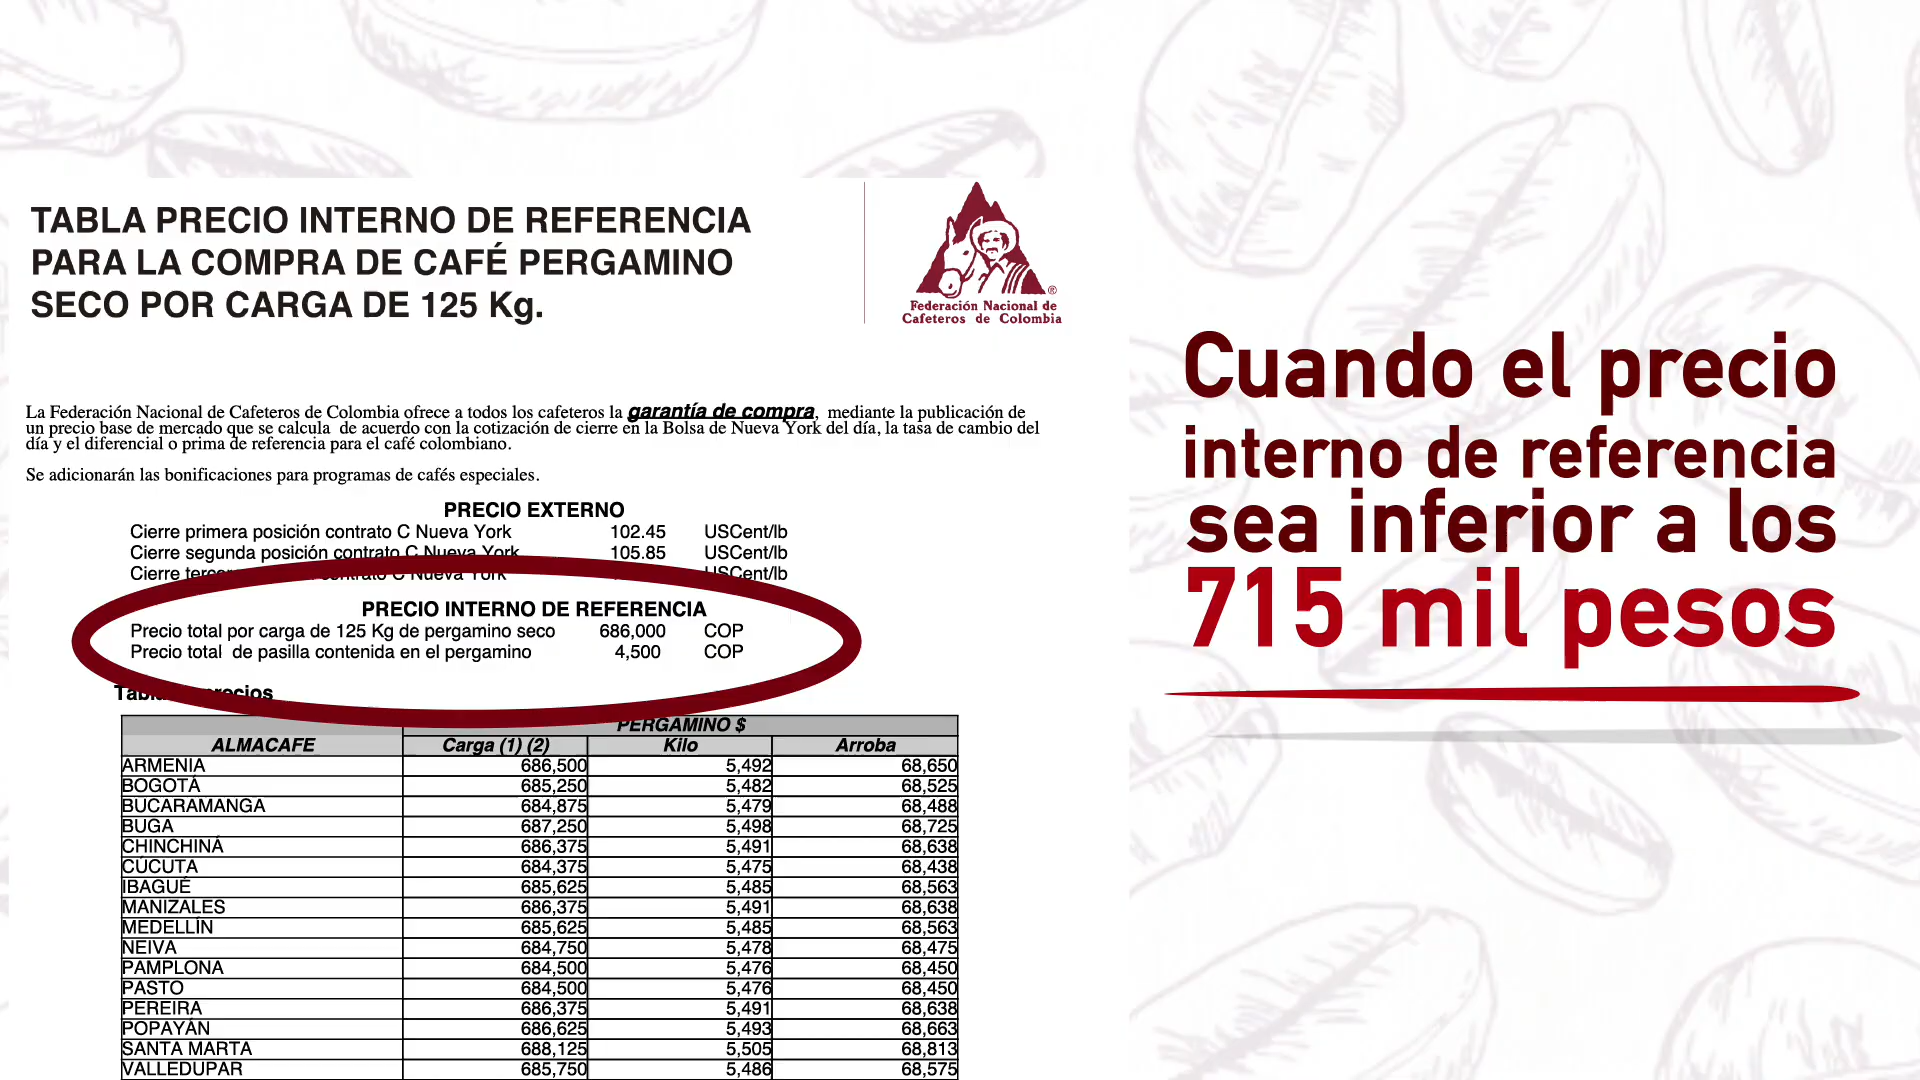 TABLA PRECIO INTERNO DE REFERENCIA
PARA LA COMPRA DE CAFÉ PERGAMINO
SECO POR CARGA DE 125 Kg.
®
Federación Nacional de
Cafeteros de Colombia
La Federación Nacional de Cafeteros de Colombia ofrece a todos los cafeteros la garantía de compra, mediante la publicación de
un precio base de mercado que se calcula de acuerdo con la cotización de cierre en la Bolsa de Nueva York del día, la tasa de cambio del
día y el diferencial o prima de referencia para el café colombiano.
Se adicionarán las bonificaciones para programas de cafés especiales.
PRECIO EXTERNO
Cierre primera posición contrato C Nueva York 102.45 USCent/lb
Cierre segunda posición contrato C Nueva York 105.85 USCent/lb
Cierre contrato C Nueva York USCent/lb
PRECIO INTERNO DE REFERENCIA
Precio total por carga de 125 Kg de pergamino seco 686,000 COP
Precio total de pasilla contenida en el pergamino 4,500 COP
precios
PERGAMINO $
ALMACAFE Carga (1) (2) Kilo Arroba
ARMENIA 686,500 5,492 68,650
BOGOTÁ 685,250 5,482 68,525
BUCARAMANGA 684,875 5,479 68,488
BUGA 687,250 5,498 68,725
CHINCHINÁ 686,375 5,491 68,638
CÚCUTA 684,375 5,475 68,438
IBAGUÉ 685,625 5,485 68,563
MANIZALES 686,375 5,491 68,638
MEDELLÍN 685,625 5,485 68,563
NEIVA 684,750 5,478 68,475
PAMPLONA 684,500 5,476 68,450
PASTO 684,500 5,476 68,450
PEREIRA 686,375 5,491 68,638
POPAYÁN 686,625 5,493 68,663
SANTA MARTA 688,125 5,505 68,813
VALLEDUPAR 685,750 5,486 68,575
Cuando el precio
interno de referencia
sea inferior a los
715 mil pesos